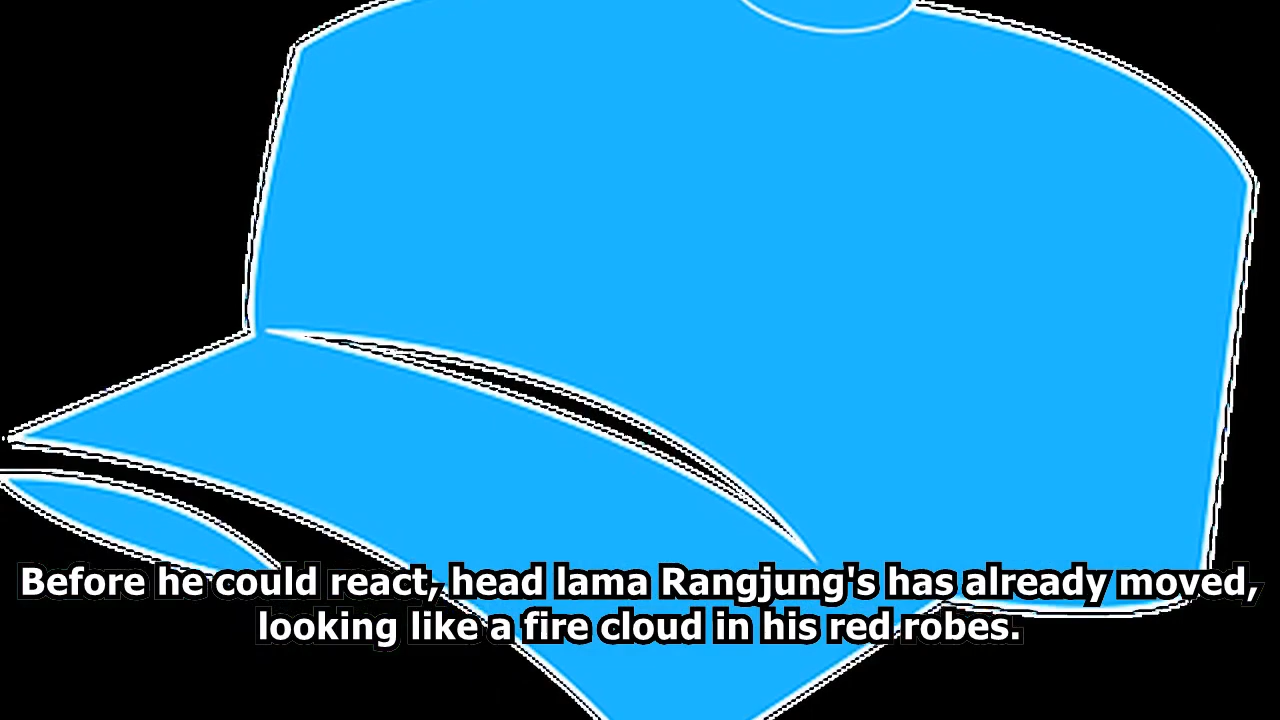 Before he could react, head lama Rangjung's has already moved,
looking like a fire cloud in his red robes.